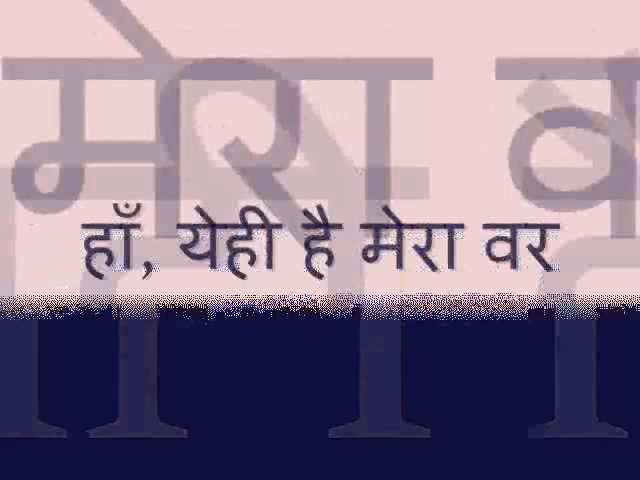 मेरा व
हाँ, येही है मेरा वर